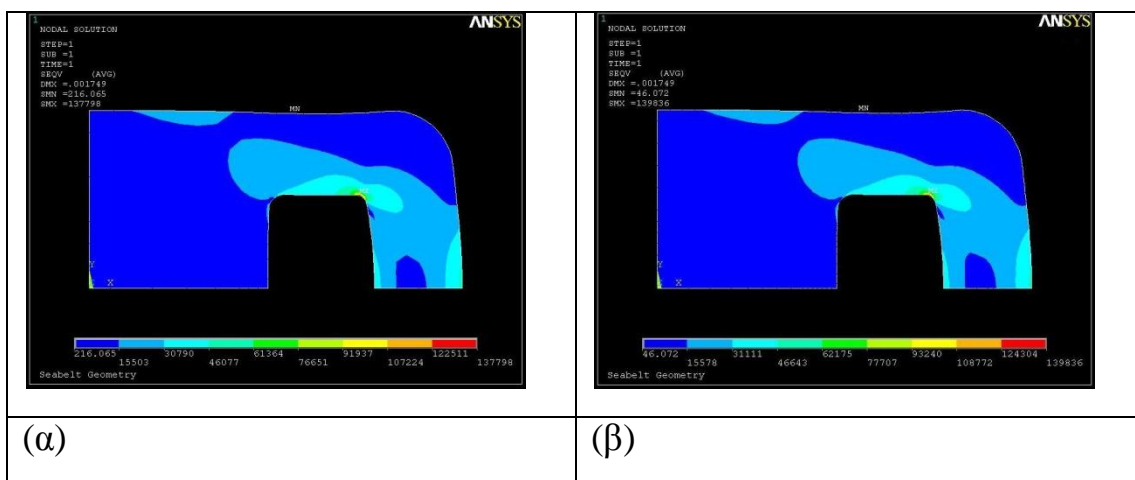 1
ANSYS
NODAL SOLUTION
STEP=1
SUB =1
TIME=1
SEQV (AVG)
DMX =.001749
SMN =216.065
SMX =137798
MN
MX
Y
X
216.065 30790 61364 91937 122511
15503 46077 76651 107224 137798
Seabelt Geometry
1
ANSYS
NODAL SOLUTION
STEP=1
SUB =1
TIME=1
SEQV (AVG)
DMX =.001749
SMN =46.072
SMX =139836
MN
MX
Y
X
46.072 31111 62175 93240 124304
15578 46643 77707 108772 139836
Seabelt Geometry
(α)
(β)